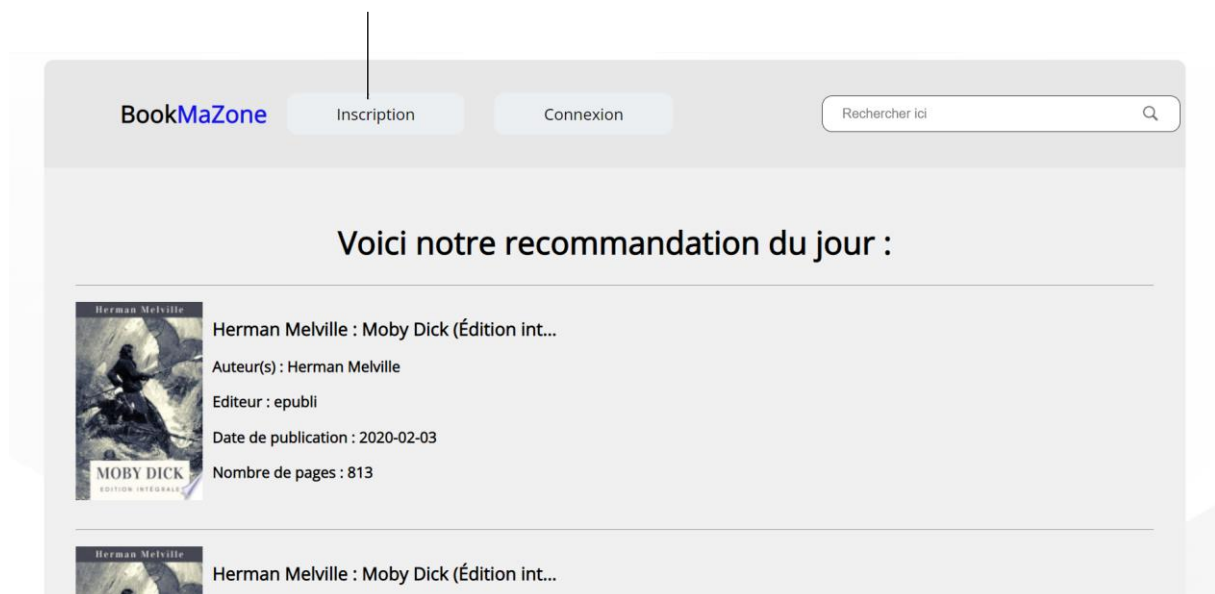 BookMaZone
Inscription
Connexion
Rechercher ici
Voici notre recommandation du jour :
Herman Melville
MOBY DICK
EDITION INTÉGRALE
Herman Melville : Moby Dick (Édition int...
Auteur(s) : Herman Melville
Editeur : epubli
Date de publication : 2020-02-03
Nombre de pages : 813
Herman Melville
Herman Melville : Moby Dick (Édition int...